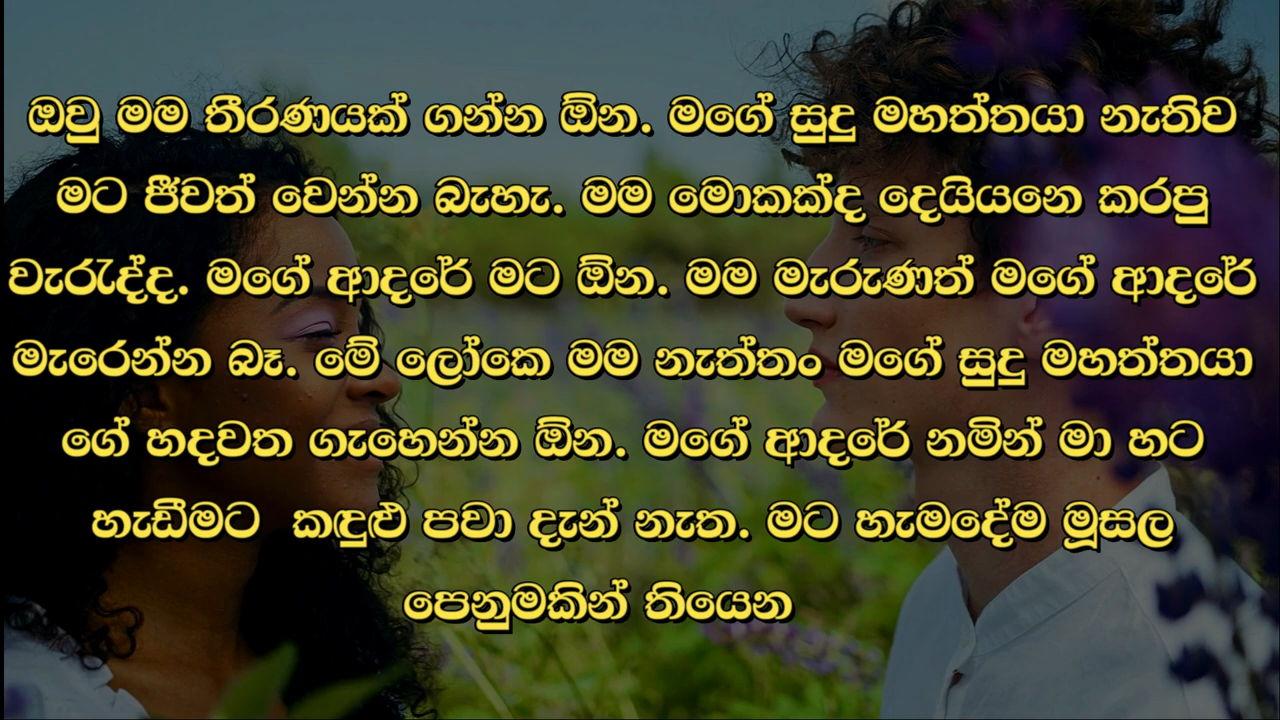 ඔව් මම තීරණයක් ගන්න ඕන. මගේ සුදු මහත්තයා නැතිව
මට ජීවත් වෙන්න බැහැ. මම මොකක්ද දෙයියනෙ කරපු
වැරැද්ද. මගේ ආදරේ මට ඕන. මම මැරුණත් මගේ ආදරේ
මැරෙන්න බෑ. මේ ලෝකෙ මම නැත්තං මගේ සුදු මහත්තයා
ගේ හදවත ගැහෙන්න ඕන. මගේ ආදරේ නමින් මා හට
හැඩීමට කඳුළු පවා දැන් නැත. මට හැමදේම මූසල
පෙනුමකින් තියෙන